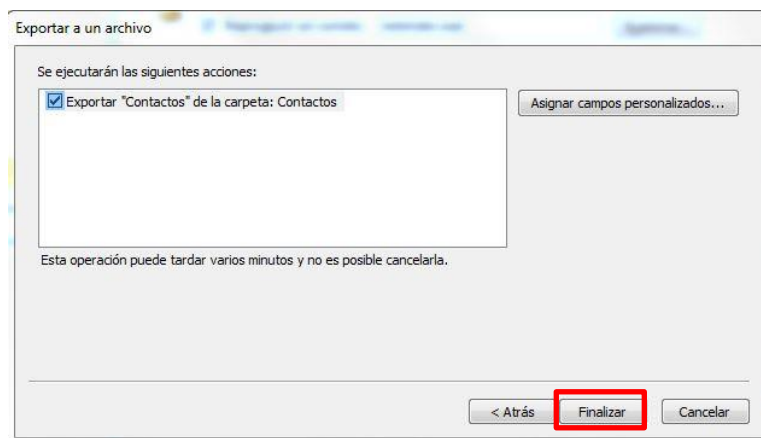 Exportar a un archivo
Se ejecutarán las siguientes acciones:
Exportar "Contactos" de la carpeta: Contactos
Asignar campos personalizados...
Esta operación puede tardar varios minutos y no es posible cancelarla.
< Atrás
Finalizar
Cancelar